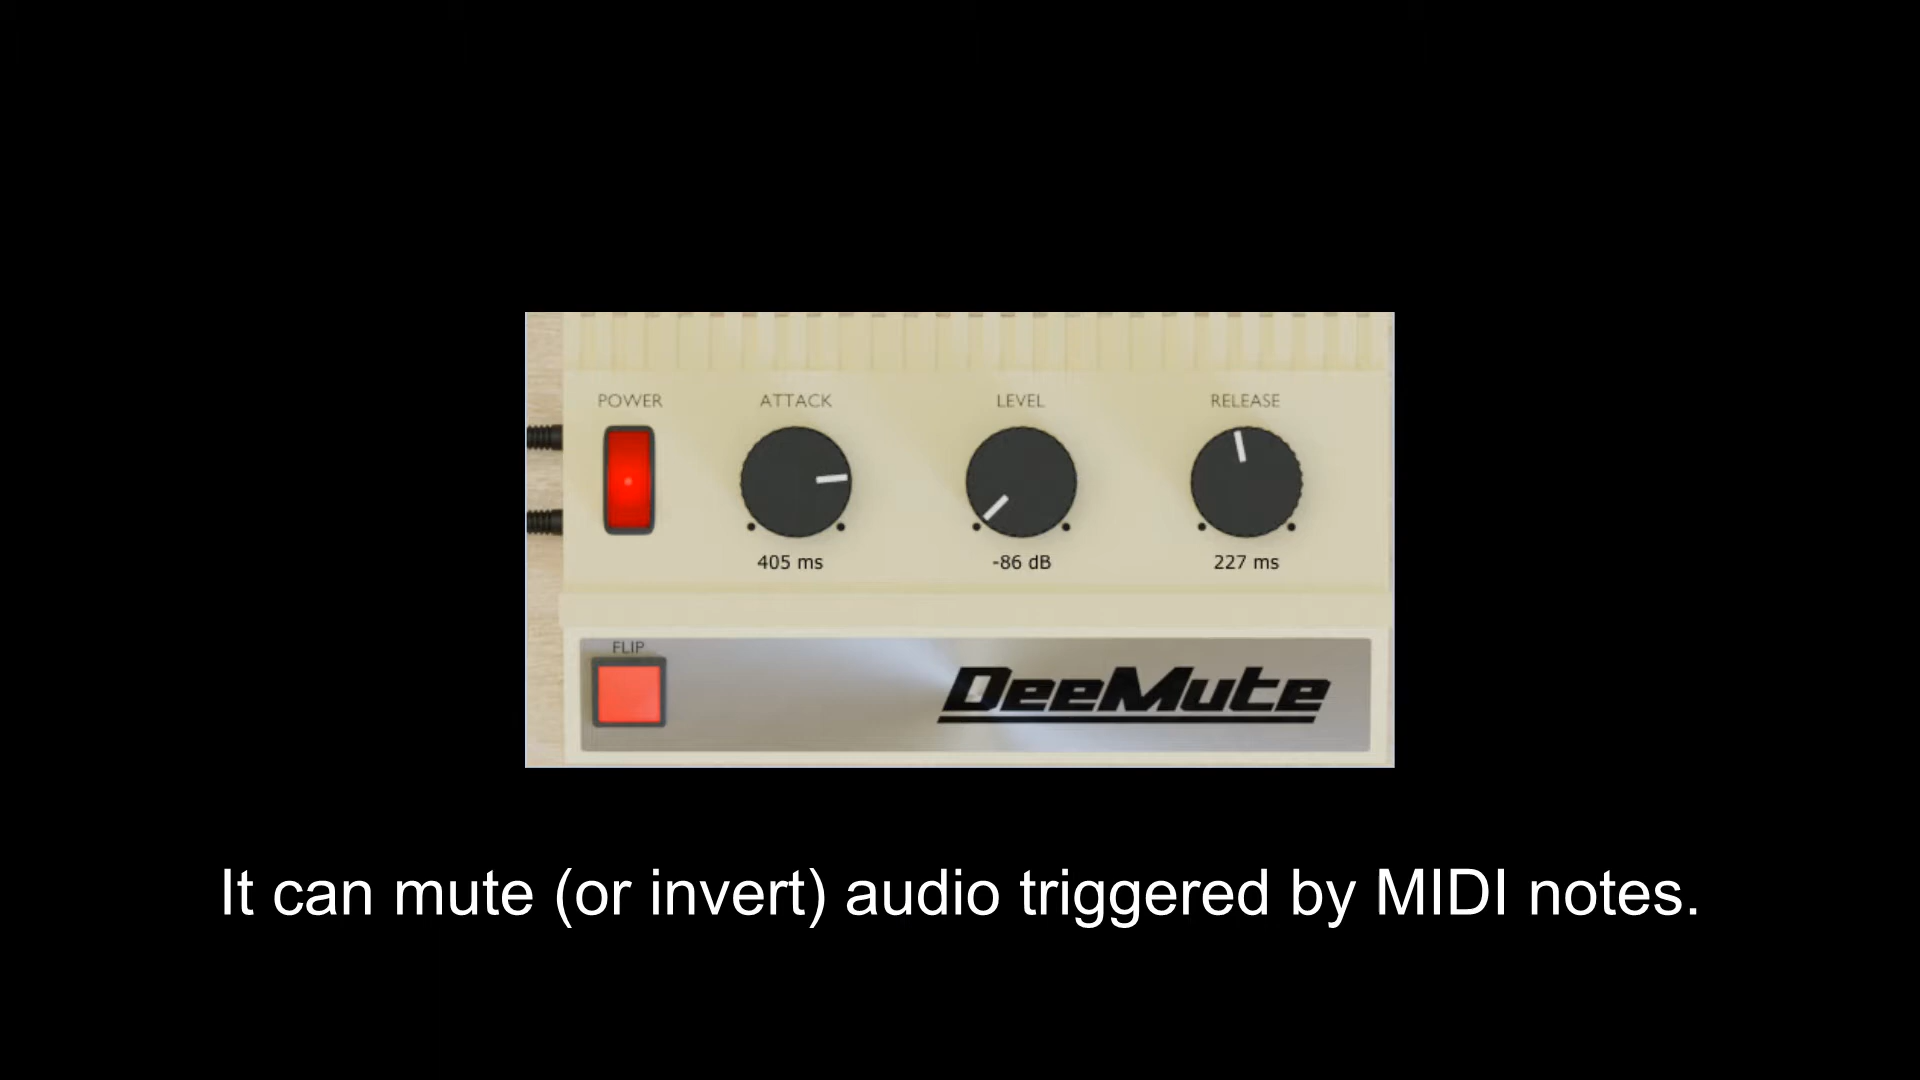 POWER ATTACK LEVEL RELEASE
405 ms -86 dB 227 ms
FLIP
DeeMute
It can mute (or invert) audio triggered by MIDI notes.